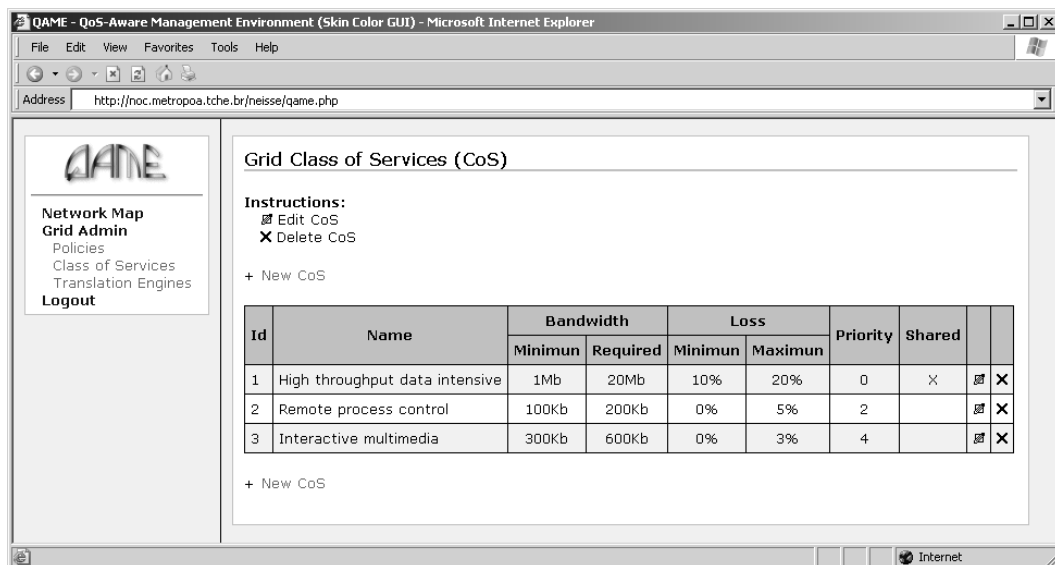 QAME - QoS-Aware Management Environment (Skin Color GUI) - Microsoft Internet Explorer
File Edit View Favorites Tools Help
Address http://noc.metropoa.tche.br/neisse/qame.php
QAME
Network Map
Grid Admin
Policies
Class of Services
Translation Engines
Logout
Grid Class of Services (CoS)
Instructions:
Edit CoS
Delete CoS
+ New CoS
Id Name Bandwidth Loss Priority Shared
Minimun Required Minimun Maximun
1 High throughput data intensive 1Mb 20Mb 10% 20% 0 X
2 Remote process control 100Kb 200Kb 0% 5% 2
3 Interactive multimedia 300Kb 600Kb 0% 3% 4
+ New CoS
Internet